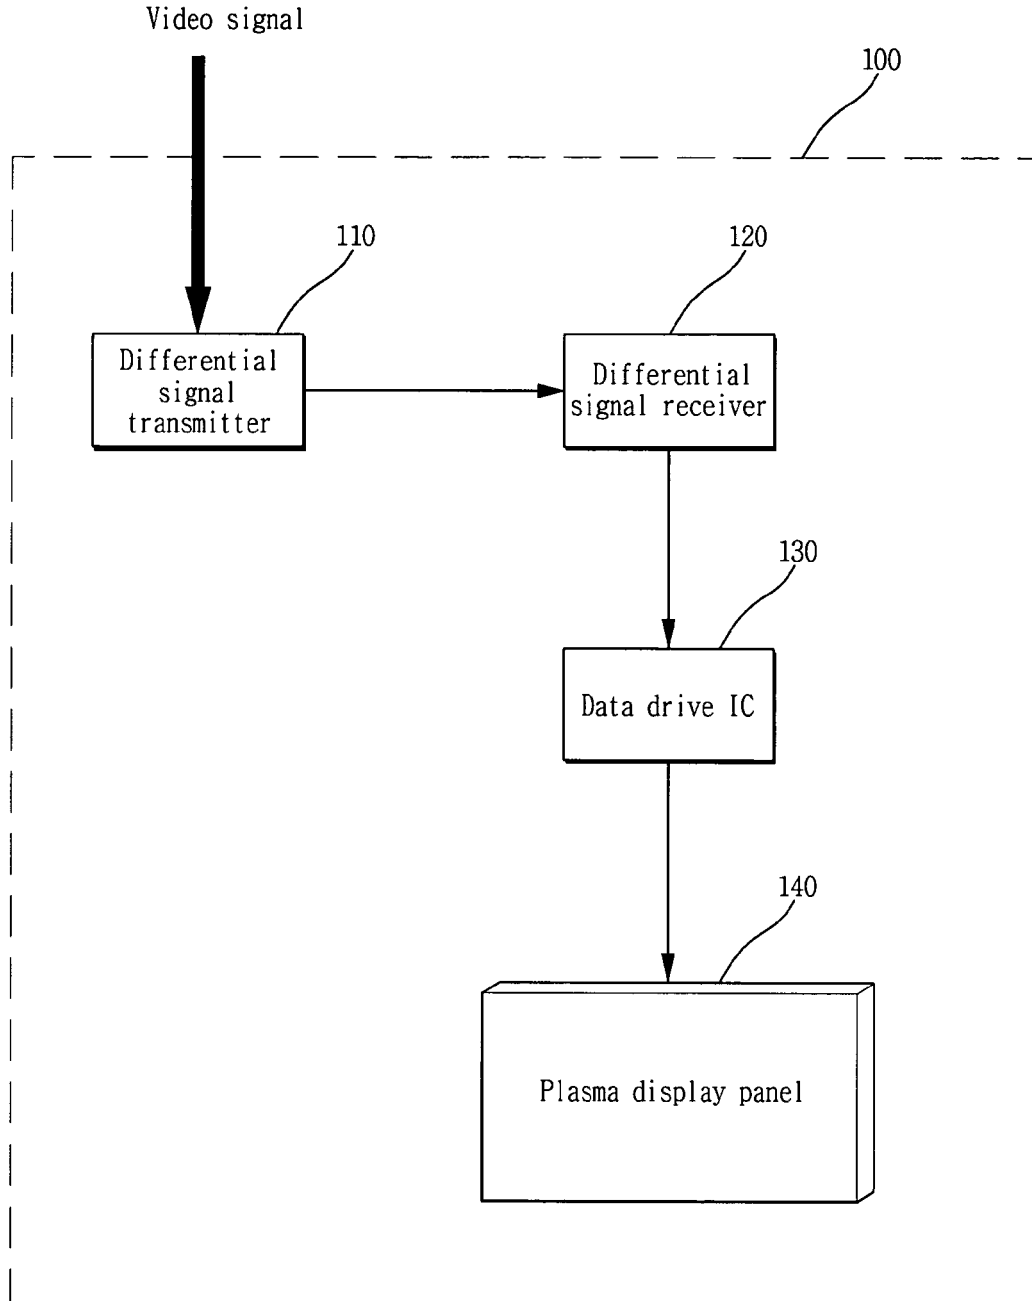 Video signal
100
110
120
Differential
signal
transmitter
Differential
signal receiver
130
Data drive IC
140
Plasma display panel